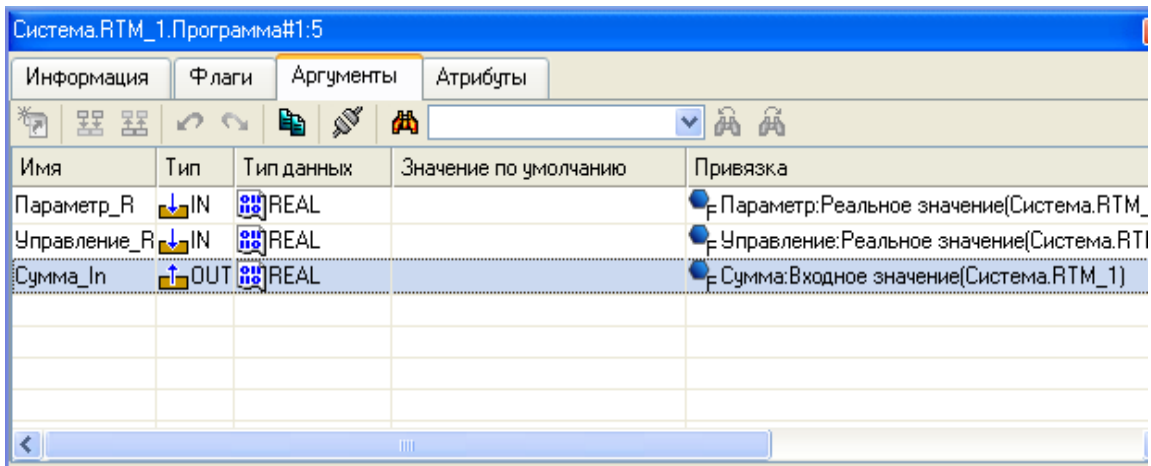 Система.RTM_1.Программа#1:5
Информация Флаги Аргументы Атрибуты
Имя Тип Тип данных Значение по умолчанию Привязка
Параметр_R IN REAL Параметр:Реальное значение(Система.RTM_
Управление_R IN REAL Управление:Реальное значение(Система.RTM
Сумма_In OUT REAL Сумма:Входное значение(Система.RTM_1)